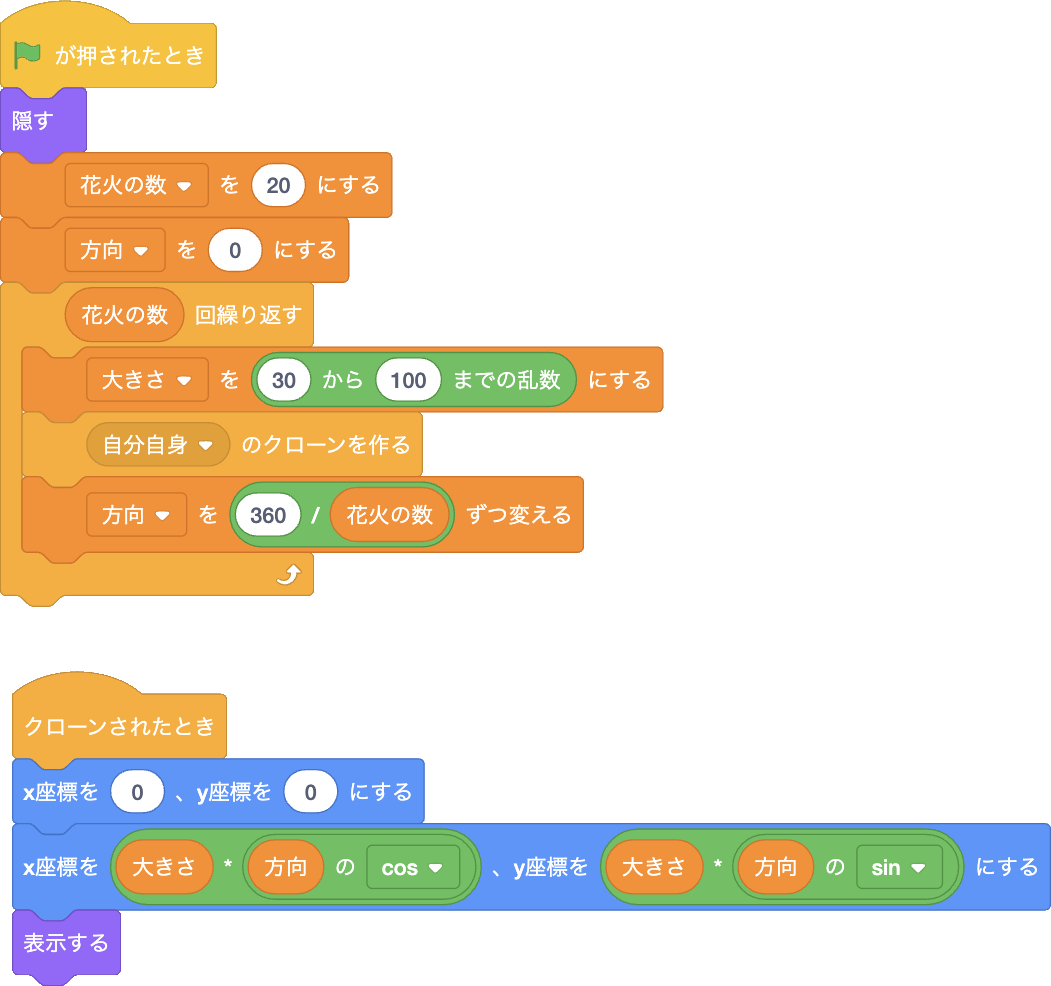 が押されたとき
隠す
花火の数 を 20 にする
方向 を 0 にする
花火の数 回繰り返す
大きさ を 30 から 100 までの乱数 にする
自分自身 のクローンを作る
方向 を 360 / 花火の数 ずつ変える
クローンされたとき
x座標を 0 、y座標を 0 にする
x座標を 大きさ * 方向 の cos 、y座標を 大きさ * 方向 の sin にする
表示する